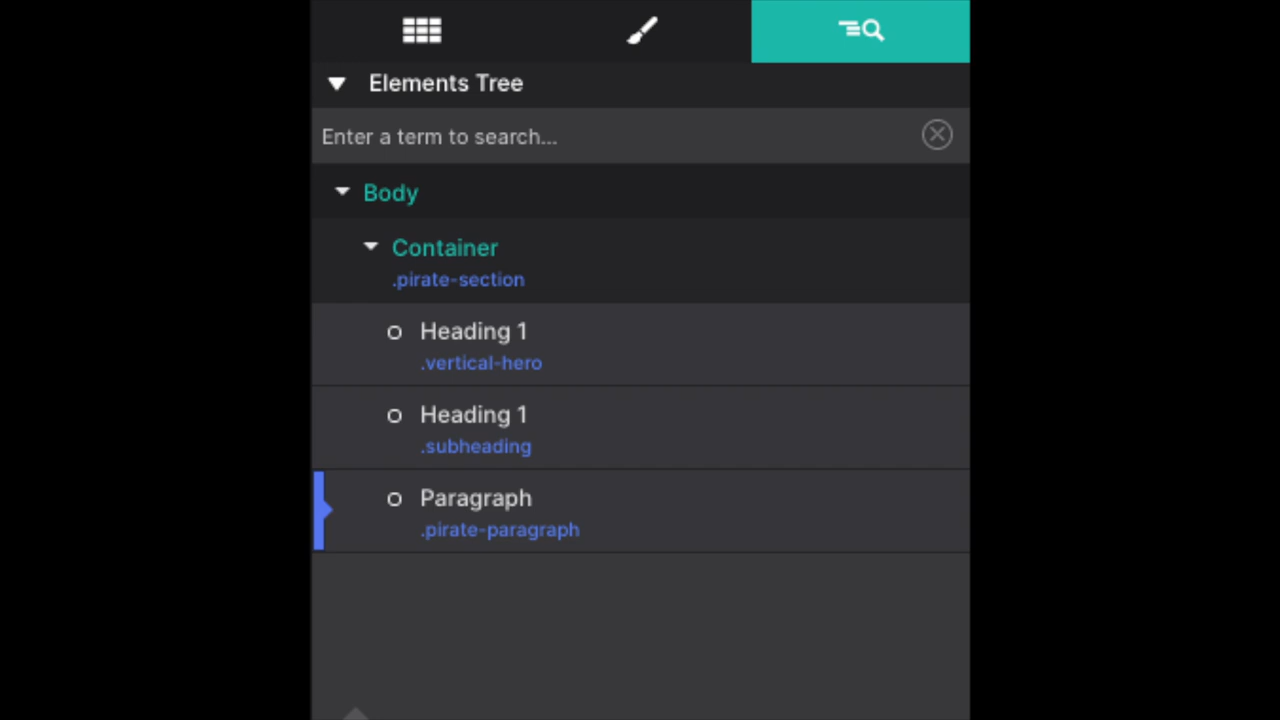 Elements Tree
Enter a term to search...
Body
Container
.pirate-section
Heading 1
.vertical-hero
Heading 1
.subheading
Paragraph
.pirate-paragraph